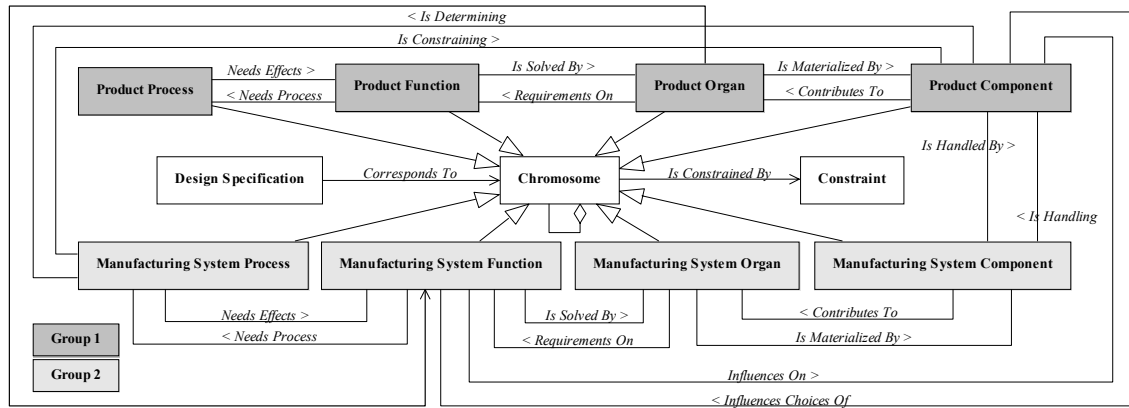 < Is Determining
Is Constraining >
Needs Effects >
Is Solved By >
Is Materialized By >
Product Process
Product Function
Product Organ
Product Component
< Needs Process
< Requirements On
< Contributes To
Is Handled By >
Design Specification
Corresponds To
Chromosome
Is Constrained By
Constraint
< Is Handling
Manufacturing System Process
Manufacturing System Function
Manufacturing System Organ
Manufacturing System Component
Needs Effects >
Is Solved By >
< Contributes To
< Needs Process
< Requirements On
Is Materialized By >
Group 1
Group 2
Influences On >
< Influences Choices Of